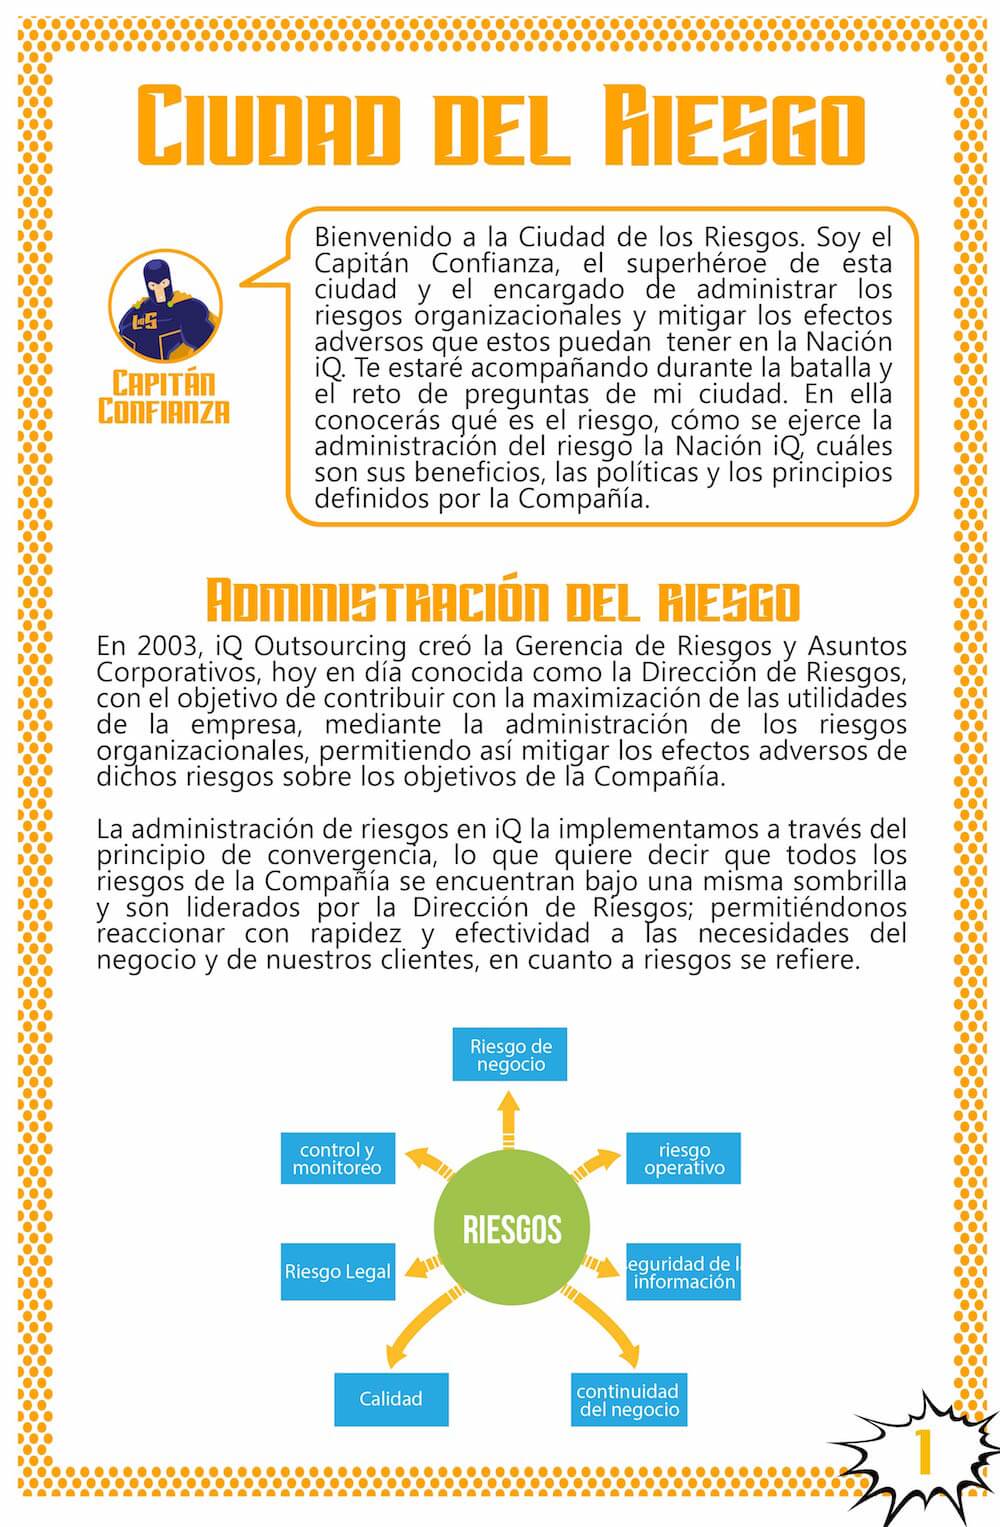 CIUDAD DEL RIESGO
Bienvenido a la Ciudad de los Riesgos. Soy el
Capitán Confianza, el superhéroe de esta
ciudad y el encargado de administrar los
riesgos organizacionales y mitigar los efectos
adversos que estos puedan tener en la Nación
iQ. Te estaré acompañando durante la batalla y
el reto de preguntas de mi ciudad. En ella
conocerás qué es el riesgo, cómo se ejerce la
administración del riesgo la Nación iQ, cuáles
son sus beneficios, las políticas y los principios
definidos por la Compañía.
CAPITÁN
CONFIANZA
ADMINISTRACIÓN DEL RIESGO
En 2003, iQ Outsourcing creó la Gerencia de Riesgos y Asuntos
Corporativos, hoy en día conocida como la Dirección de Riesgos,
con el objetivo de contribuir con la maximización de las utilidades
de la empresa, mediante la administración de los riesgos
organizacionales, permitiendo así mitigar los efectos adversos de
dichos riesgos sobre los objetivos de la Compañía.
La administración de riesgos en iQ la implementamos a través del
principio de convergencia, lo que quiere decir que todos los
riesgos de la Compañía se encuentran bajo una misma sombrilla
y son liderados por la Dirección de Riesgos; permitiéndonos
reaccionar con rapidez y efectividad a las necesidades del
negocio y de nuestros clientes, en cuanto a riesgos se refiere.
Riesgo de
negocio
control y
monitoreo
riesgo
operativo
RIESGOS
Riesgo Legal
eguridad de l
información
Calidad
continuidad
del negocio
1